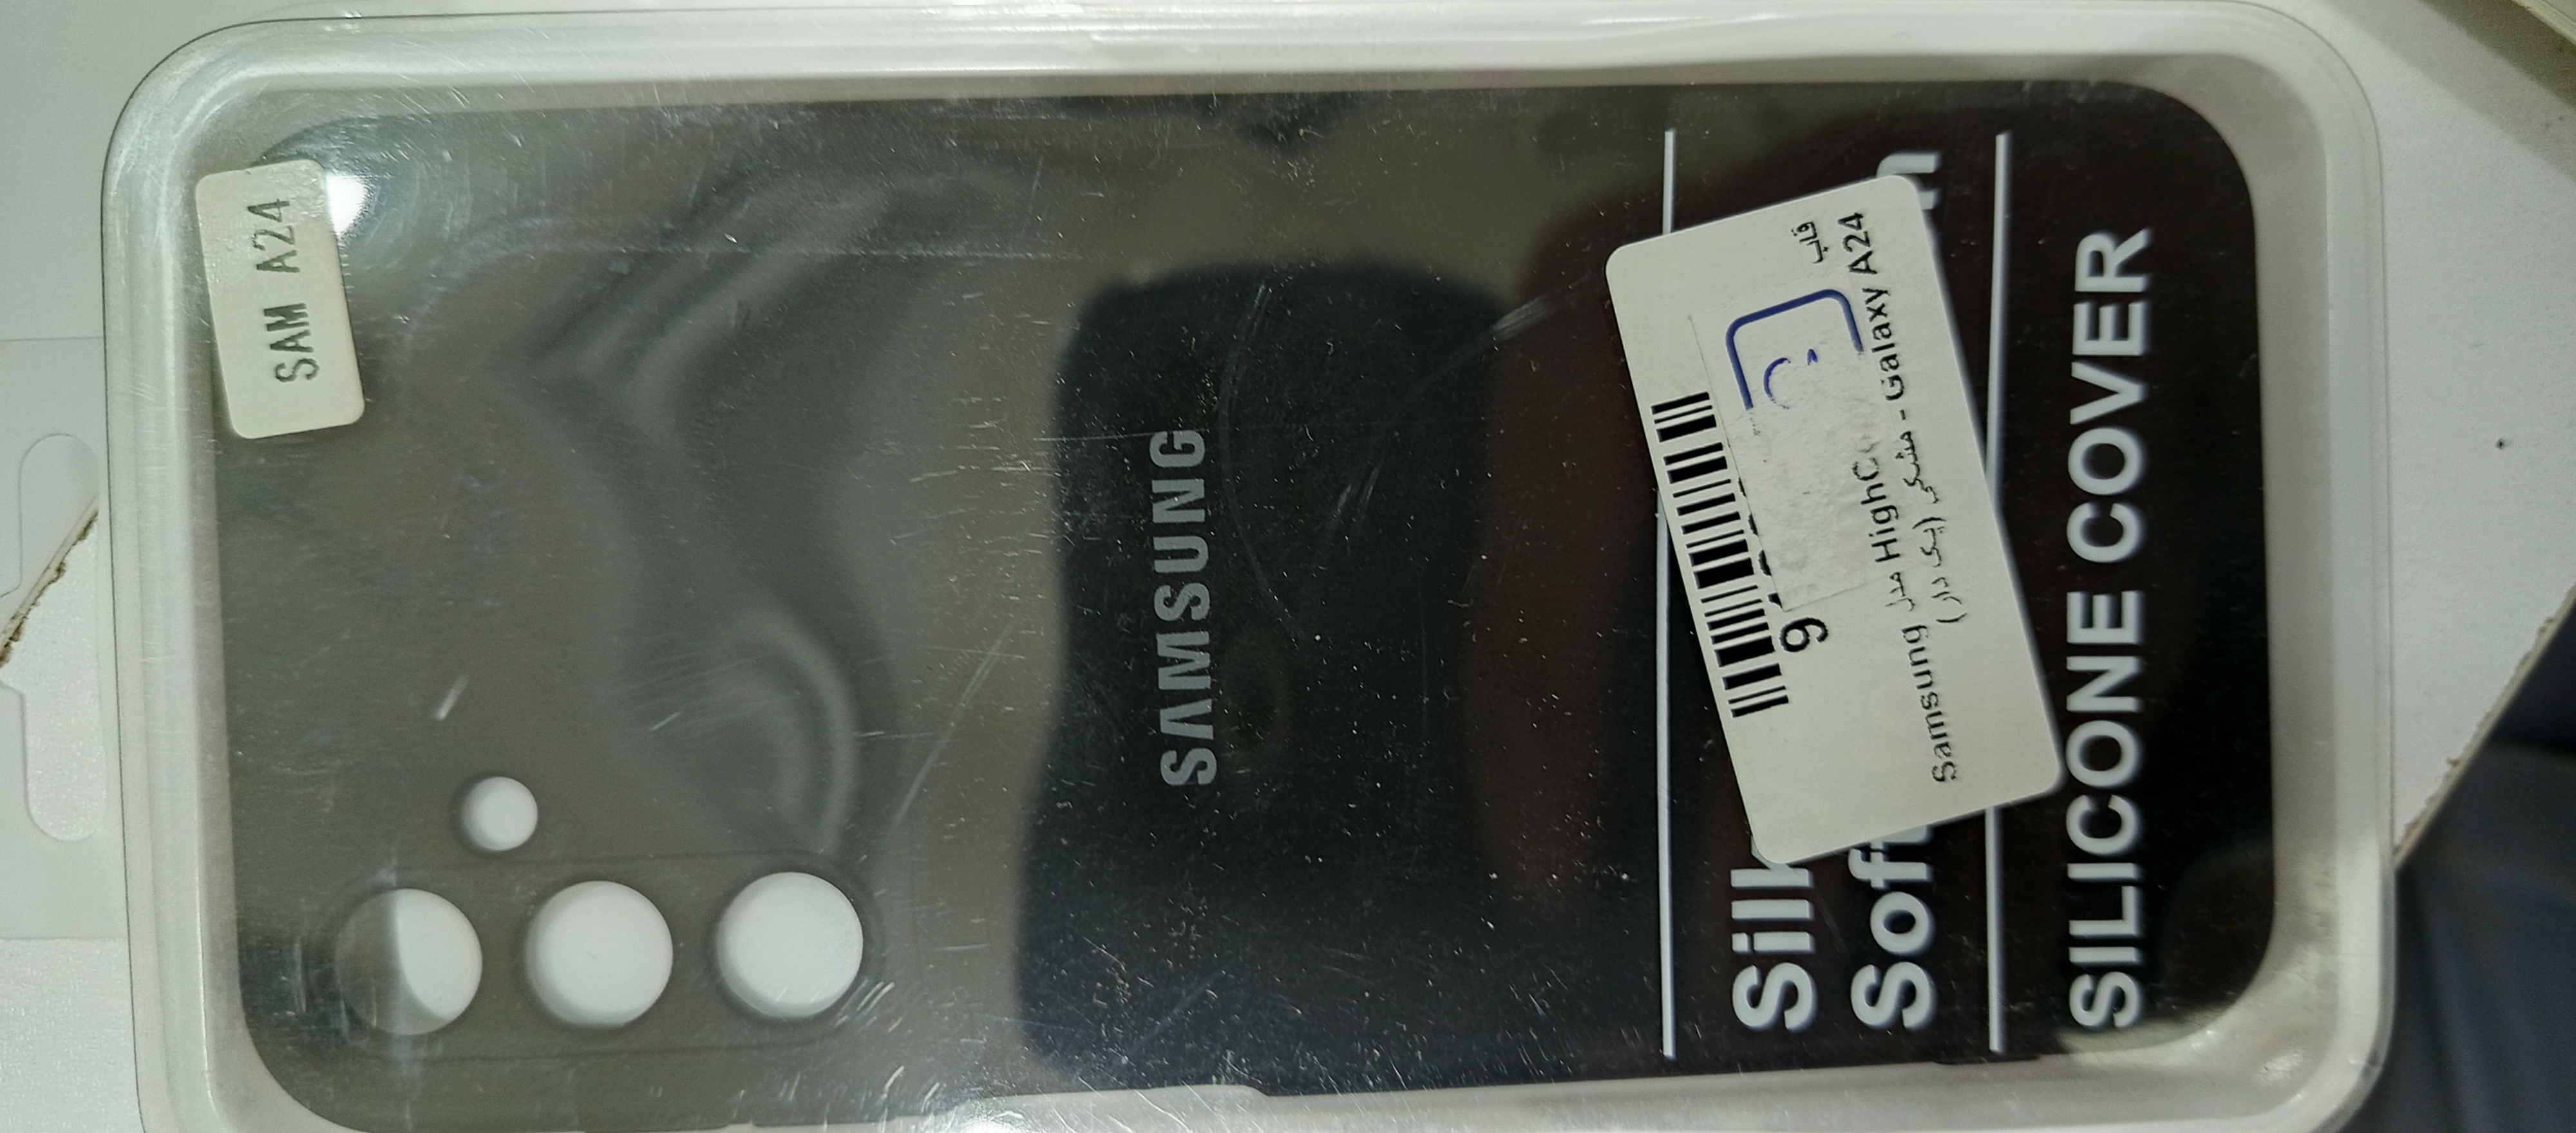 SAM A24
SAMSUNG
9
قاب
Samsung مدل HighC - مشکی - Galaxy A24
(پک دار)
SILICONE COVER